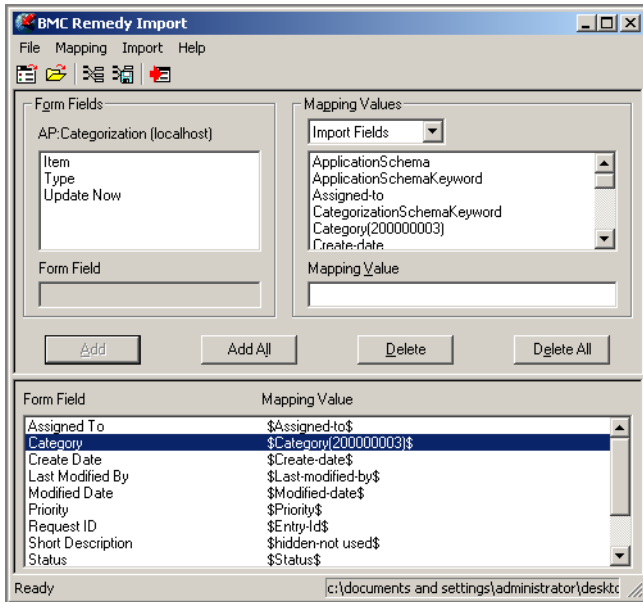 BMC Remedy Import
File Mapping Import Help
Form Fields
AP:Categorization (localhost)
Item
Type
Update Now
Form Field
Mapping Values
Import Fields
ApplicationSchema
ApplicationSchemaKeyword
Assigned-to
CategorizationSchemaKeyword
Category(200000003)
Create-date
Mapping Value
Add Add All Delete Delete All
Form Field Mapping Value
Assigned To $Assigned-to$
Category $Category(200000003)$
Create Date $Create-date$
Last Modified By $Last-modified-by$
Modified Date $Modified-date$
Priority $Priority$
Request ID $Entry-Id$
Short Description $hidden-not used$
Status $Status$
Ready c:\documents and settings\administrator\deskto